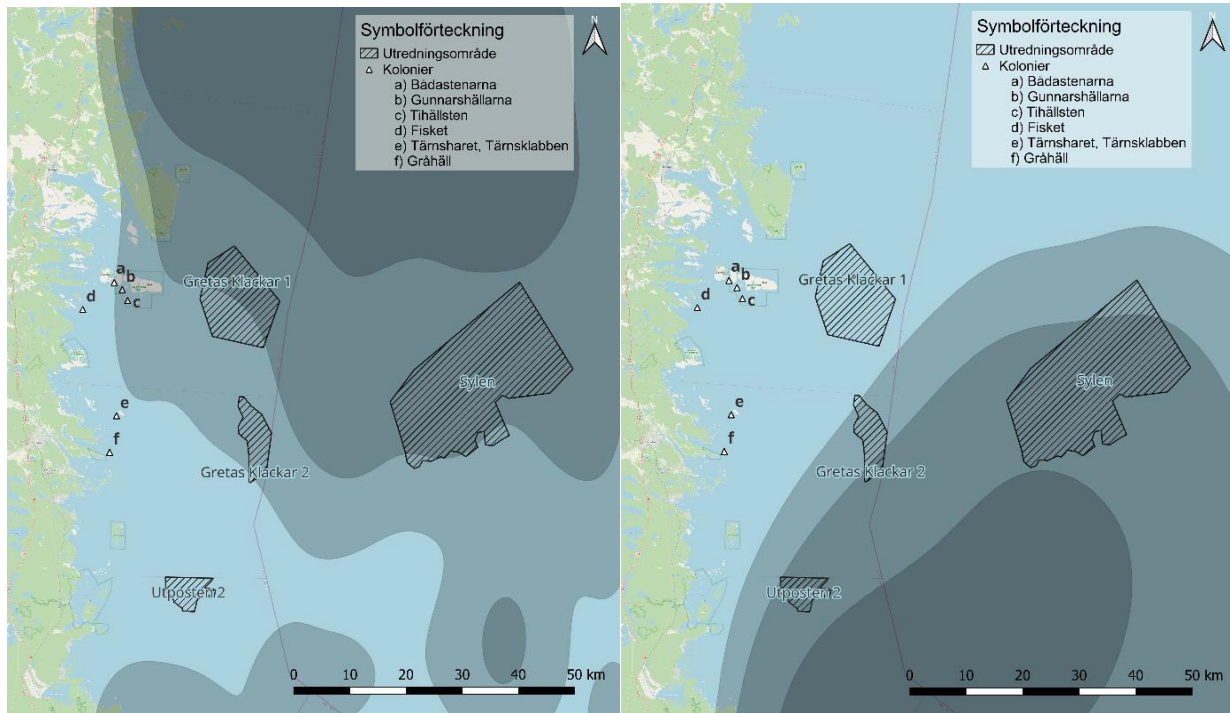 Symbolförteckning
Utredningsområde
Kolonier
a) Bådastenarna
b) Gunnarshällarna
c) Tihällsten
d) Fisket
e) Tärnsharet, Tärnsklabben
f) Gråhäll
N
a
b
c
d
e
f
Gretas Klackar 1
Sylen
Gretas Klackar 2
Utposten 2
0 10 20 30 40 50 km
Symbolförteckning
Utredningsområde
Kolonier
a) Bådastenarna
b) Gunnarshällarna
c) Tihällsten
d) Fisket
e) Tärnsharet, Tärnsklabben
f) Gråhäll
N
a
b
c
d
e
f
Gretas Klackar 1
Sylen
Gretas Klackar 2
Utposten 2
0 10 20 30 40 50 km